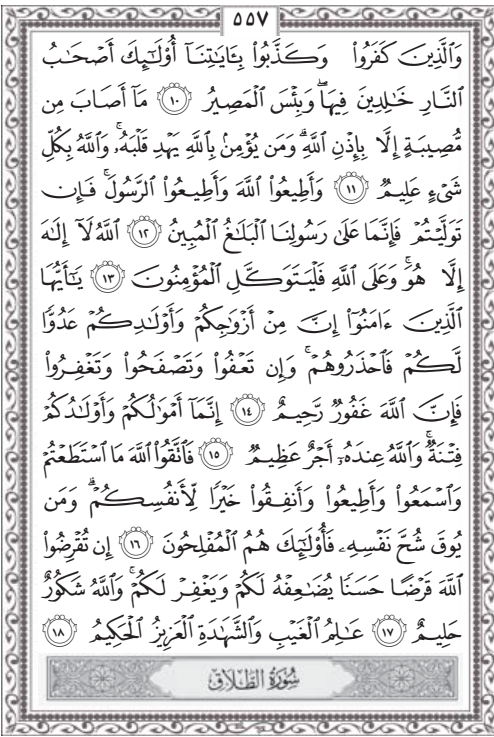 ٥٥٧
وَالَّذِينَ كَفَرُوا۟ وَكَذَّبُوا۟ بِـَٔايَـٰتِنَآ أُو۟لَـٰٓئِكَ أَصْحَـٰبُ
النَّارِ خَـٰلِدِينَ فِيهَا ۖ وَبِئْسَ الْمَصِيرُ ١٠ مَآ أَصَابَ مِن
مُّصِيبَةٍ إِلَّا بِإِذْنِ اللَّهِ ۗ وَمَن يُؤْمِنۢ بِاللَّهِ يَهْدِ قَلْبَهُۥ ۚ وَاللَّهُ بِكُلِّ
شَىْءٍ عَلِيمٌ ١١ وَأَطِيعُوا۟ اللَّهَ وَأَطِيعُوا۟ الرَّسُولَ ۚ فَإِن
تَوَلَّيْتُمْ فَإِنَّمَا عَلَىٰ رَسُولِنَا الْبَلَـٰغُ الْمُبِينُ ١٢ اللَّهُ لَآ إِلَـٰهَ
إِلَّا هُوَ ۚ وَعَلَى اللَّهِ فَلْيَتَوَكَّلِ الْمُؤْمِنُونَ ١٣ يَـٰٓأَيُّهَا
الَّذِينَ ءَامَنُوٓا۟ إِنَّ مِنْ أَزْوَٰجِكُمْ وَأَوْلَـٰدِكُمْ عَدُوًّا
لَّكُمْ فَاحْذَرُوهُمْ ۚ وَإِن تَعْفُوا۟ وَتَصْفَحُوا۟ وَتَغْفِرُوا۟
فَإِنَّ اللَّهَ غَفُورٌ رَّحِيمٌ ١٤ إِنَّمَآ أَمْوَٰلُكُمْ وَأَوْلَـٰدُكُمْ
فِتْنَةٌ ۚ وَاللَّهُ عِندَهُۥٓ أَجْرٌ عَظِيمٌ ١٥ فَاتَّقُوا۟ اللَّهَ مَا اسْتَطَعْتُمْ
وَاسْمَعُوا۟ وَأَطِيعُوا۟ وَأَنفِقُوا۟ خَيْرًا لِّأَنفُسِكُمْ ۗ وَمَن
يُوقَ شُحَّ نَفْسِهِۦ فَأُو۟لَـٰٓئِكَ هُمُ الْمُفْلِحُونَ ١٦ إِن تُقْرِضُوا۟
اللَّهَ قَرْضًا حَسَنًا يُضَـٰعِفْهُ لَكُمْ وَيَغْفِرْ لَكُمْ ۚ وَاللَّهُ شَكُورٌ
حَلِيمٌ ١٧ عَـٰلِمُ الْغَيْبِ وَالشَّهَـٰدَةِ الْعَزِيزُ الْحَكِيمُ ١٨
سُورَةُ الطَّلَاقِ